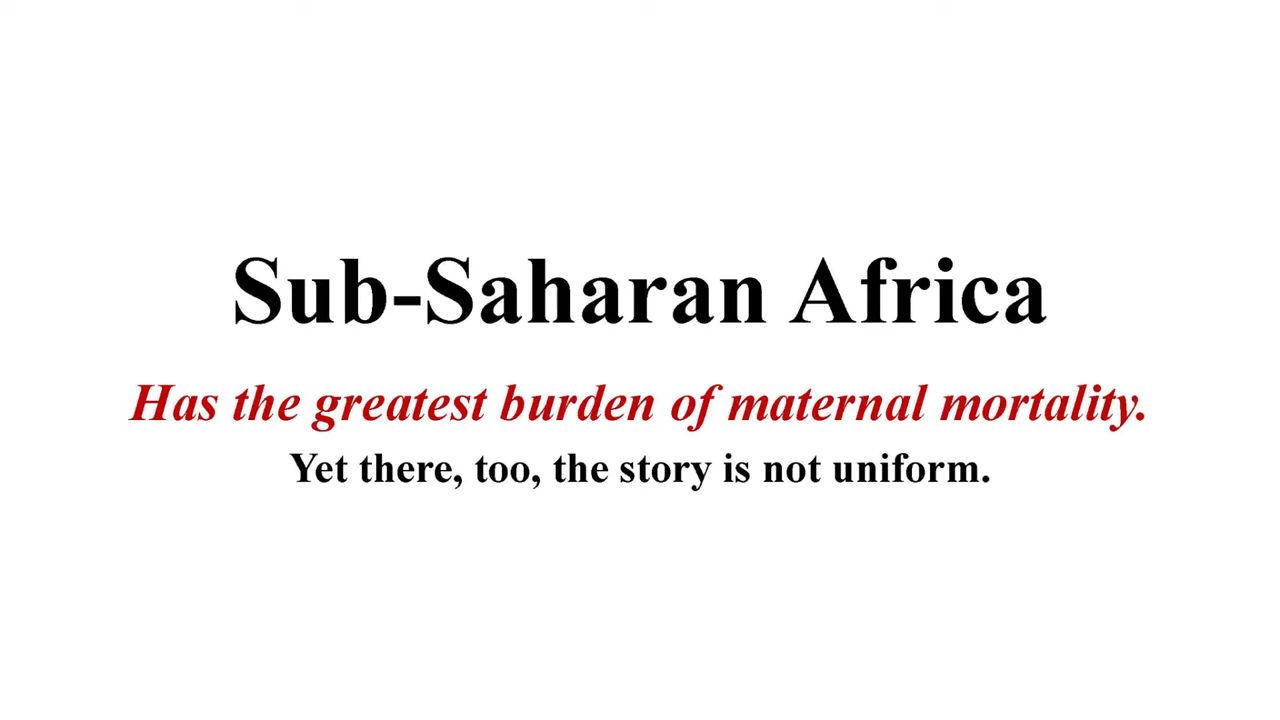 Sub-Saharan Africa
Has the greatest burden of maternal mortality.
Yet there, too, the story is not uniform.